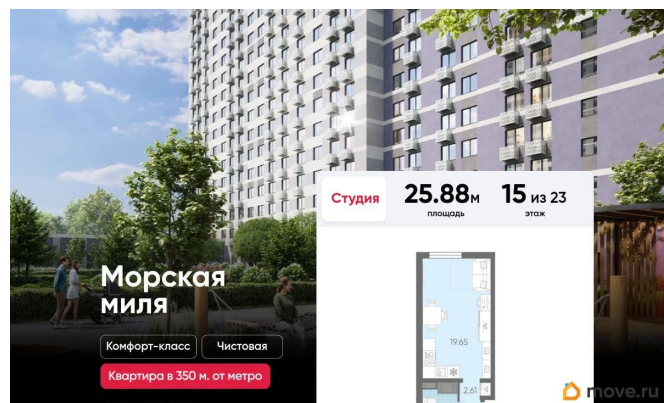 Студия
25.88м
площадь
15 из 23
этаж
Морская
миля
Комфорт-класс
Чистовая
Квартира в 350 м. от метро
19.65
2.61
move.ru